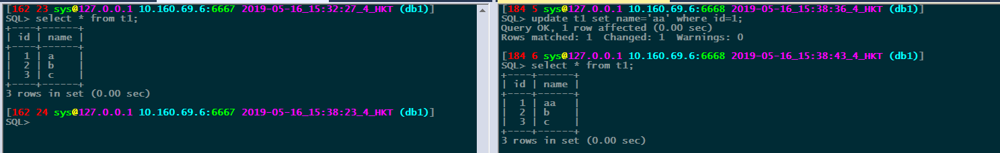 [162 23 sys@127.0.0.1 10.160.69.6:6667 2019-05-16_15:32:27_4_HKT (db1)]
SQL> select * from t1;
+----+------+
| id | name |
+----+------+
|  1 | a    |
|  2 | b    |
|  3 | c    |
+----+------+
3 rows in set (0.00 sec)
[162 24 sys@127.0.0.1 10.160.69.6:6667 2019-05-16_15:38:23_4_HKT (db1)]
SQL>
[184 5 sys@127.0.0.1 10.160.69.6:6668 2019-05-16_15:38:36_4_HKT (db1)]
SQL> update t1 set name='aa' where id=1;
Query OK, 1 row affected (0.00 sec)
Rows matched: 1  Changed: 1  Warnings: 0
[184 6 sys@127.0.0.1 10.160.69.6:6668 2019-05-16_15:38:43_4_HKT (db1)]
SQL> select * from t1;
+----+------+
| id | name |
+----+------+
|  1 | aa   |
|  2 | b    |
|  3 | c    |
+----+------+
3 rows in set (0.00 sec)